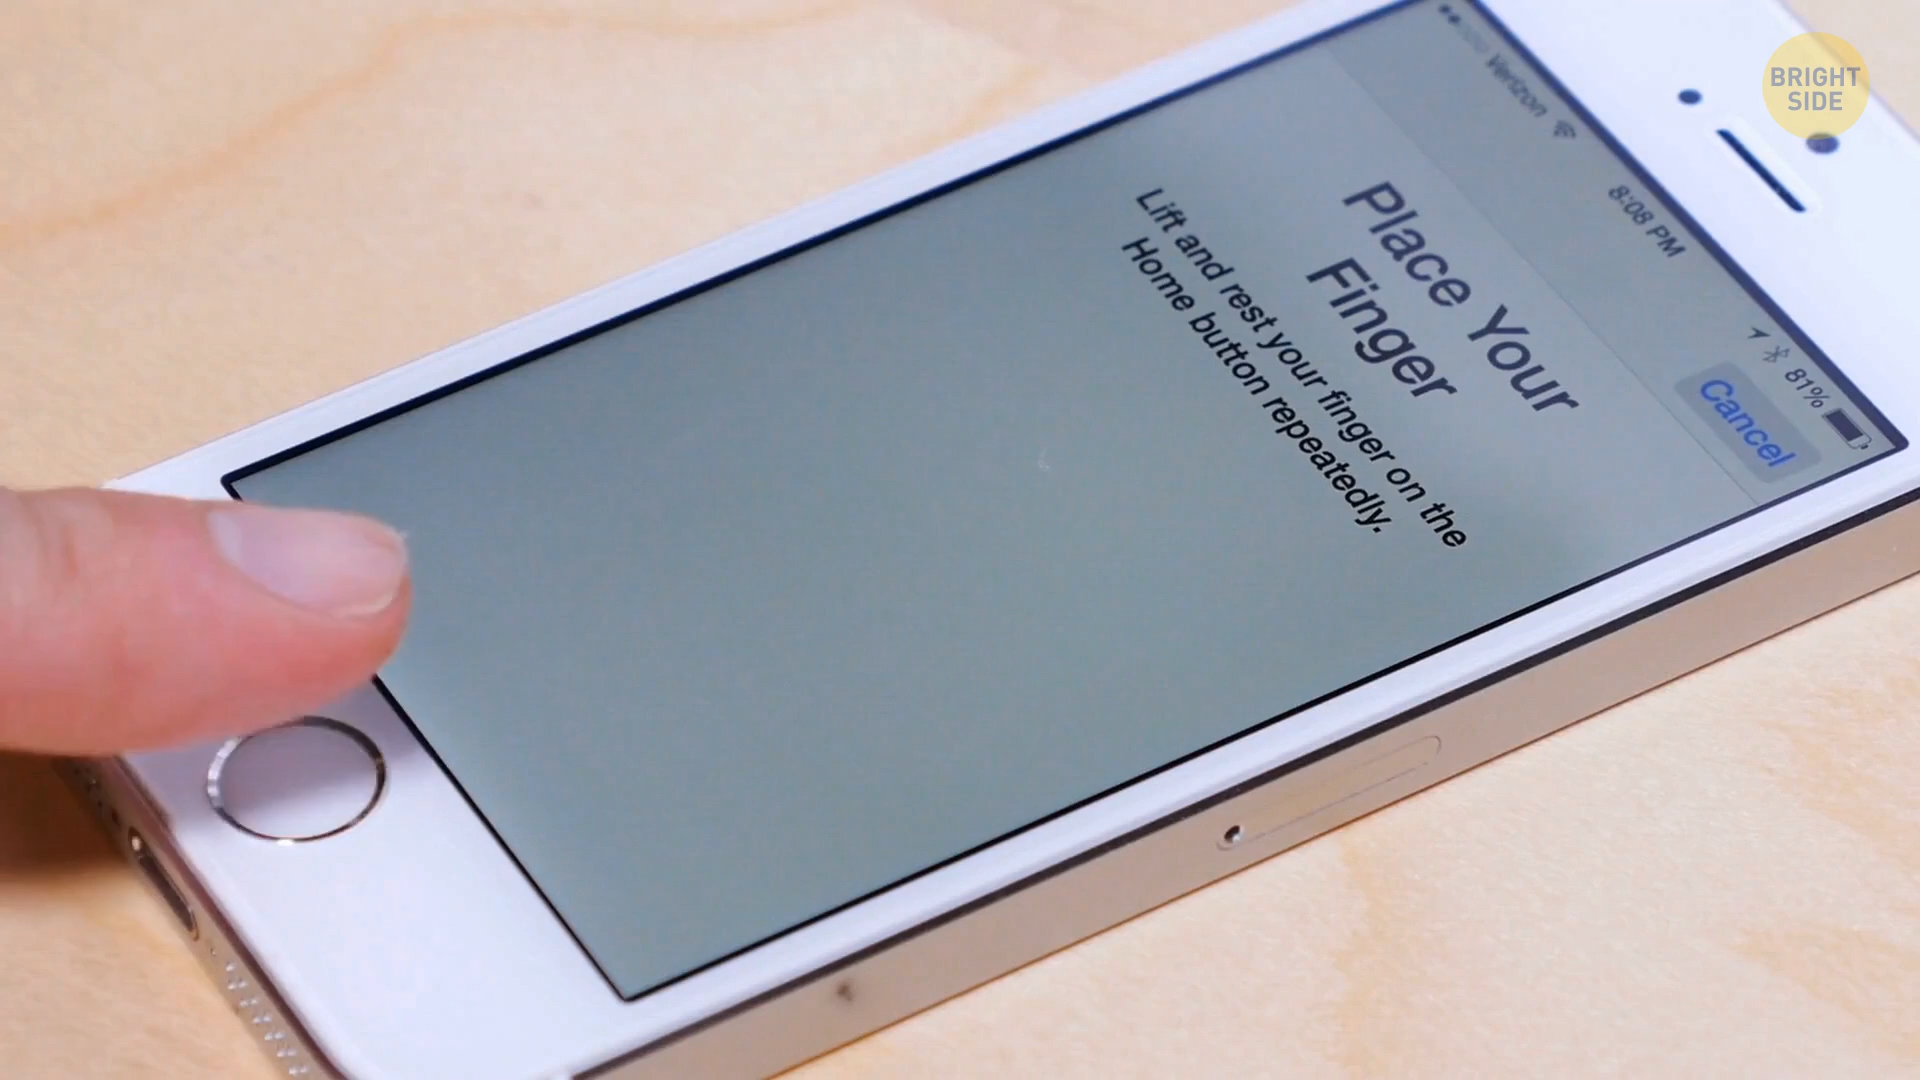 BRIGHT
SIDE
Verizon 8:08 PM 81%
Cancel
Place Your
Finger
Lift and rest your finger on the
Home button repeatedly.